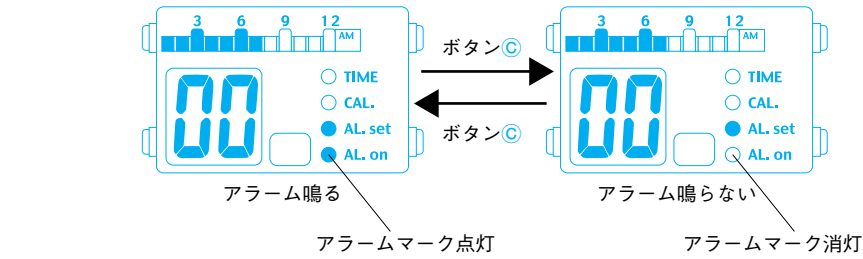 3 6 9 12
AM
00
TIME
CAL.
AL. set
AL. on
アラーム鳴る
アラームマーク点灯
ボタンⒸ
ボタンⒸ
3 6 9 12
AM
00
TIME
CAL.
AL. set
AL. on
アラーム鳴らない
アラームマーク消灯